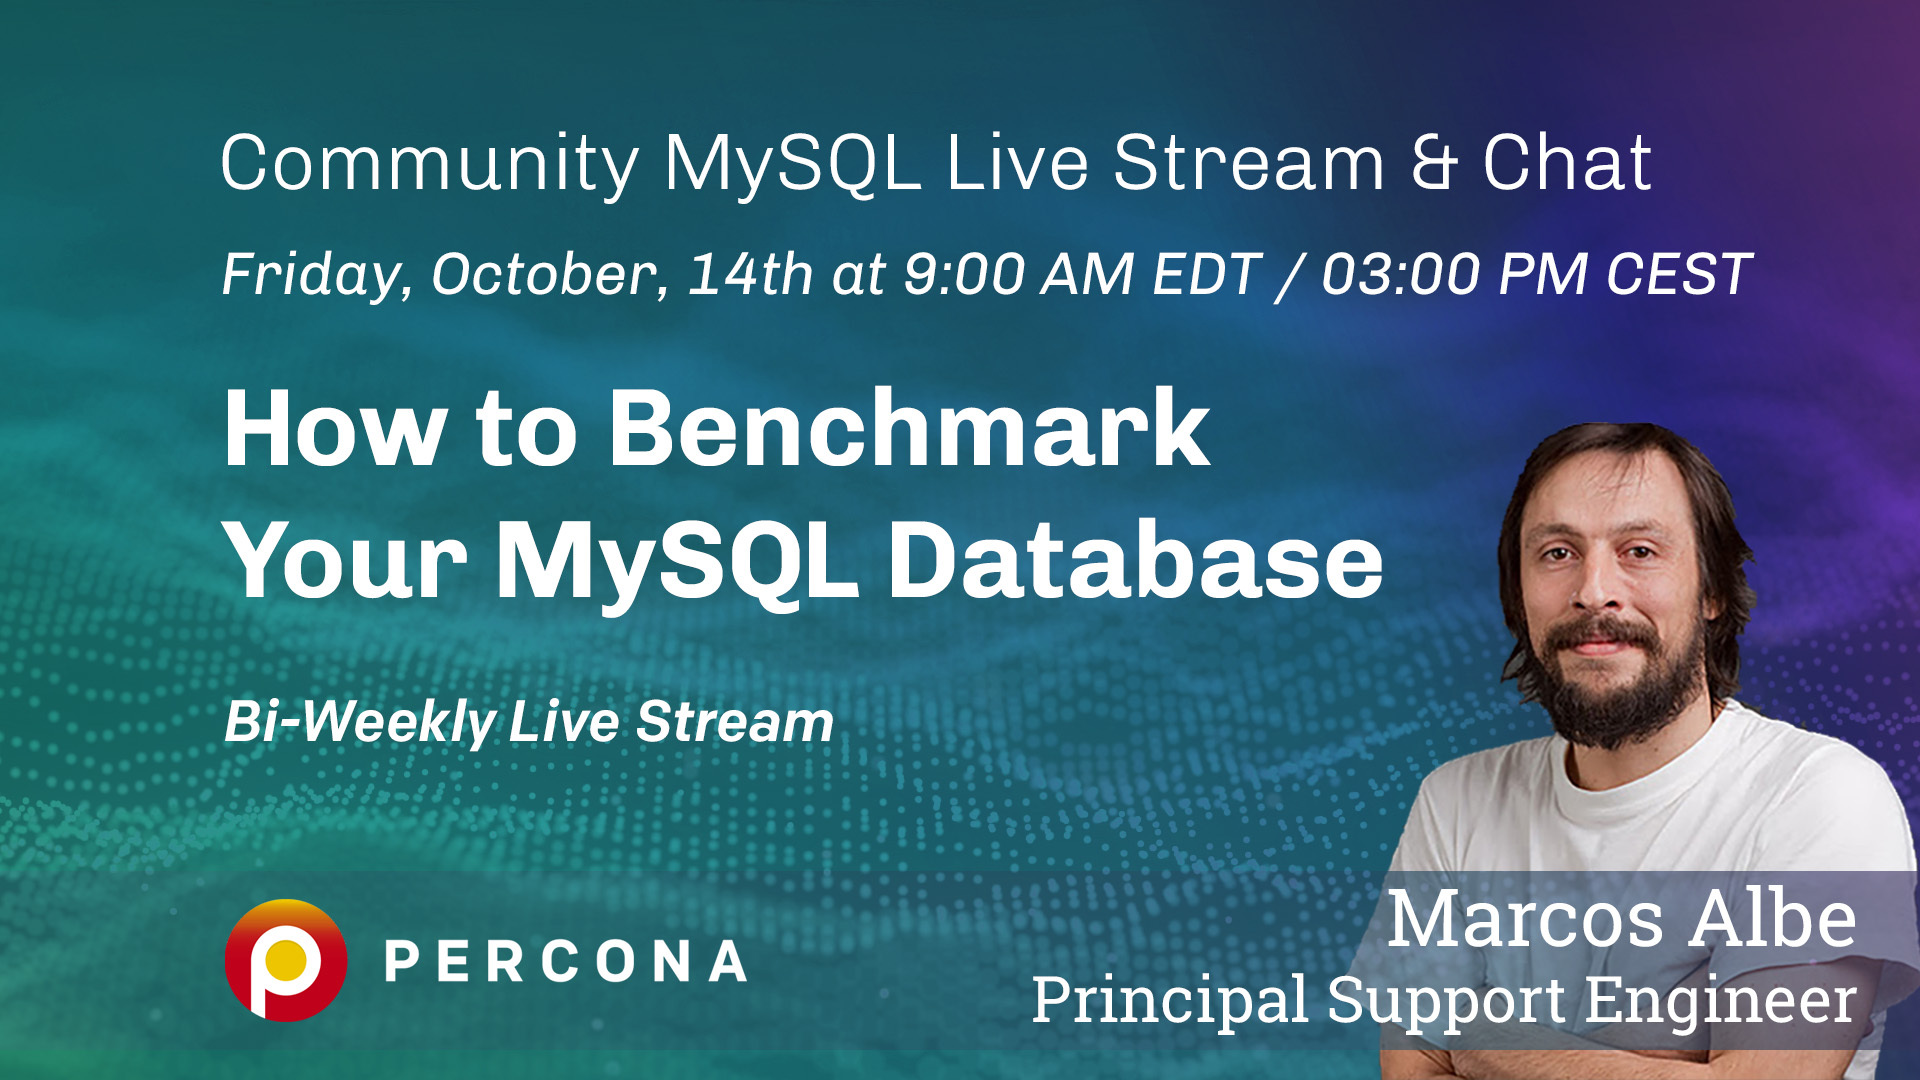 Community MySQL Live Stream & Chat
Friday, October, 14th at 9:00 AM EDT / 03:00 PM CEST
How to Benchmark
Your MySQL Database
Bi-Weekly Live Stream
PERCONA
Marcos Albe
Principal Support Engineer